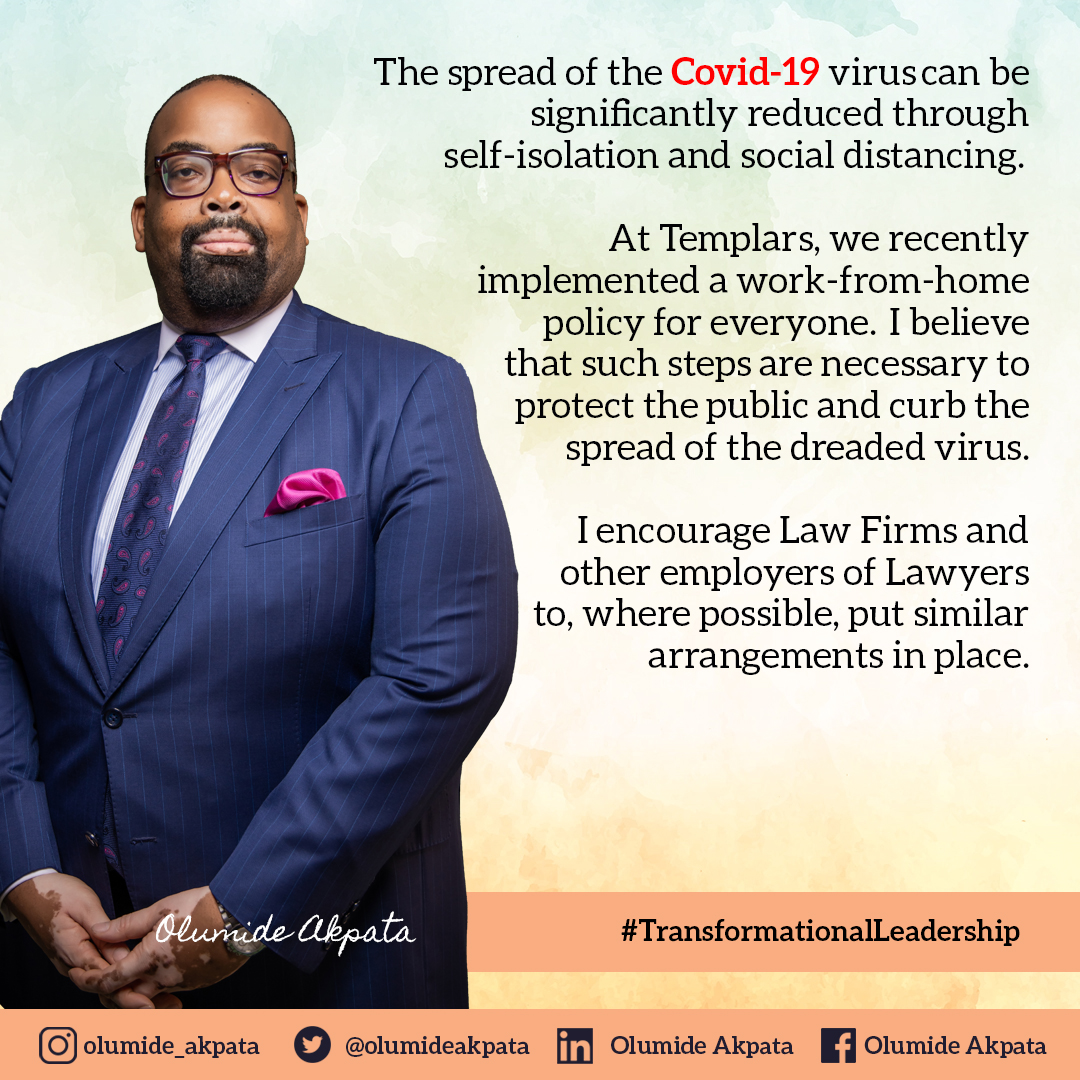 The spread of the Covid-19 virus can be
significantly reduced through
self-isolation and social distancing.
At Templars, we recently
implemented a work-from-home
policy for everyone. I believe
that such steps are necessary to
protect the public and curb the
spread of the dreaded virus.
I encourage Law Firms and
other employers of Lawyers
to, where possible, put similar
arrangements in place.
Olumide Akpata
#TransformationalLeadership
olumide_akpata @olumideakpata Olumide Akpata Olumide Akpata